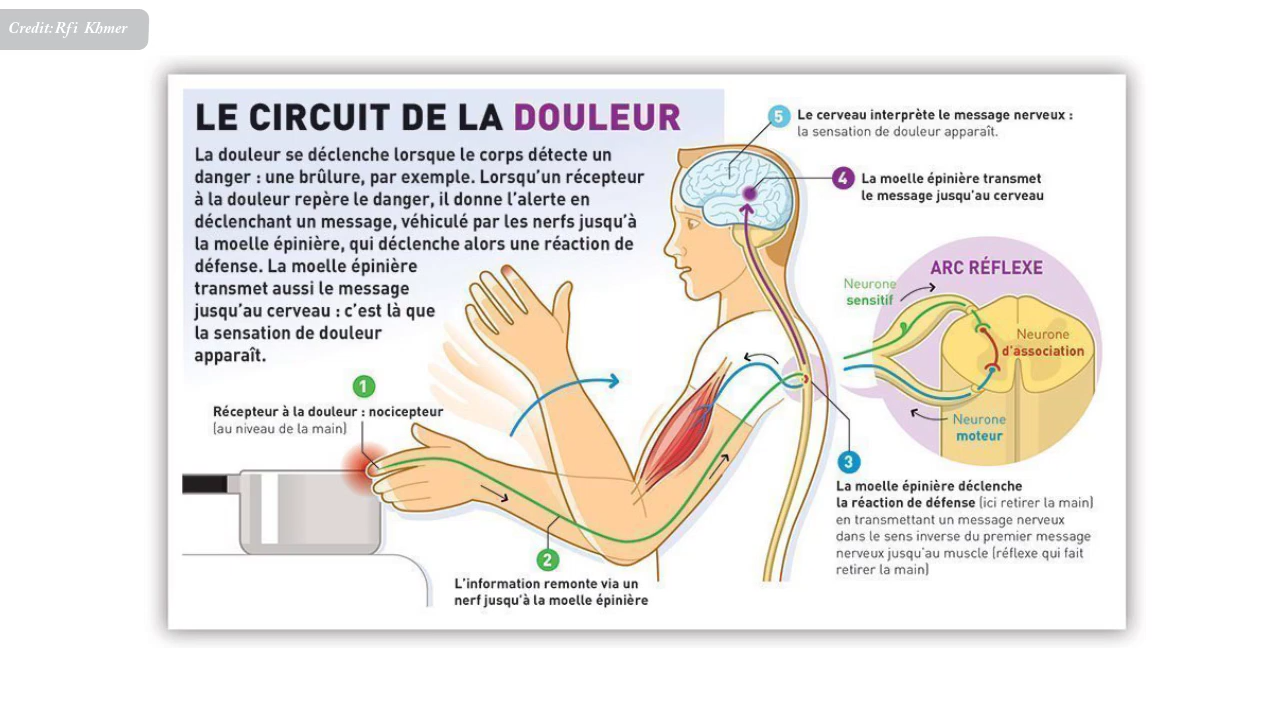 Credit:Rfi Khmer
LE CIRCUIT DE LA DOULEUR
La douleur se déclenche lorsque le corps détecte un
danger : une brûlure, par exemple. Lorsqu'un récepteur
à la douleur repère le danger, il donne l'alerte en
déclenchant un message, véhiculé par les nerfs jusqu'à
la moelle épinière, qui déclenche alors une réaction de
défense. La moelle épinière
transmet aussi le message
jusqu'au cerveau : c'est là que
la sensation de douleur
apparaît.
1
Récepteur à la douleur : nocicepteur
(au niveau de la main)
2
L'information remonte via un
nerf jusqu'à la moelle épinière
5
Le cerveau interprète le message nerveux :
la sensation de douleur apparaît.
4
La moelle épinière transmet
le message jusqu'au cerveau
ARC RÉFLEXE
Neurone
sensitif
Neurone
d'association
Neurone
moteur
3
La moelle épinière déclenche
la réaction de défense (ici retirer la main)
en transmettant un message nerveux
dans le sens inverse du premier message
nerveux jusqu'au muscle (réflexe qui fait
retirer la main)